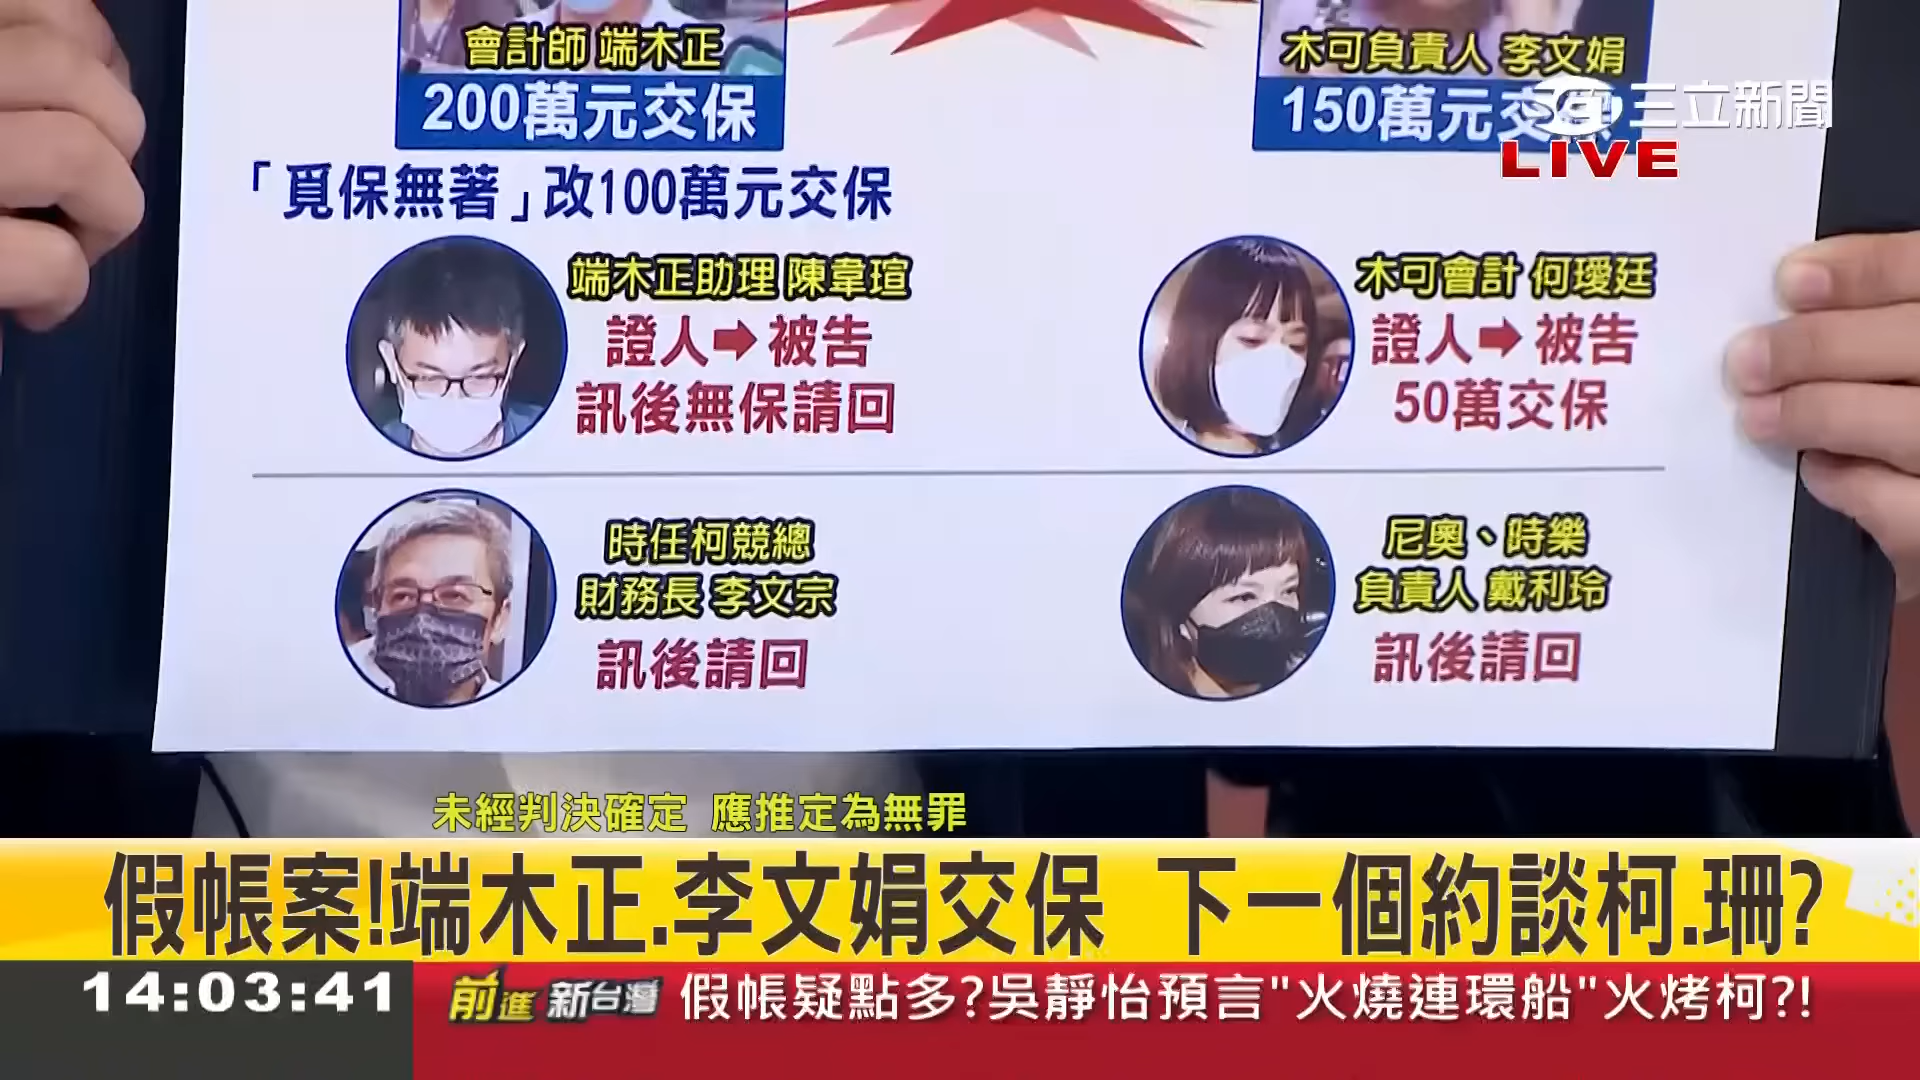 會計師 端木正
200萬元交保
木可負責人 李文娟
150萬元交保
三立新聞
LIVE
「覓保無著」改100萬元交保
端木正助理 陳韋瑄
證人➡被告
訊後無保請回
木可會計 何璦廷
證人➡被告
50萬交保
時任柯競總
財務長 李文宗
訊後請回
尼奧、時樂
負責人 戴利玲
訊後請回
未經判決確定 應推定為無罪
假帳案!端木正.李文娟交保 下一個約談柯.珊?
14:03:41
前進新台灣
假帳疑點多?吳靜怡預言"火燒連環船"火烤柯?!